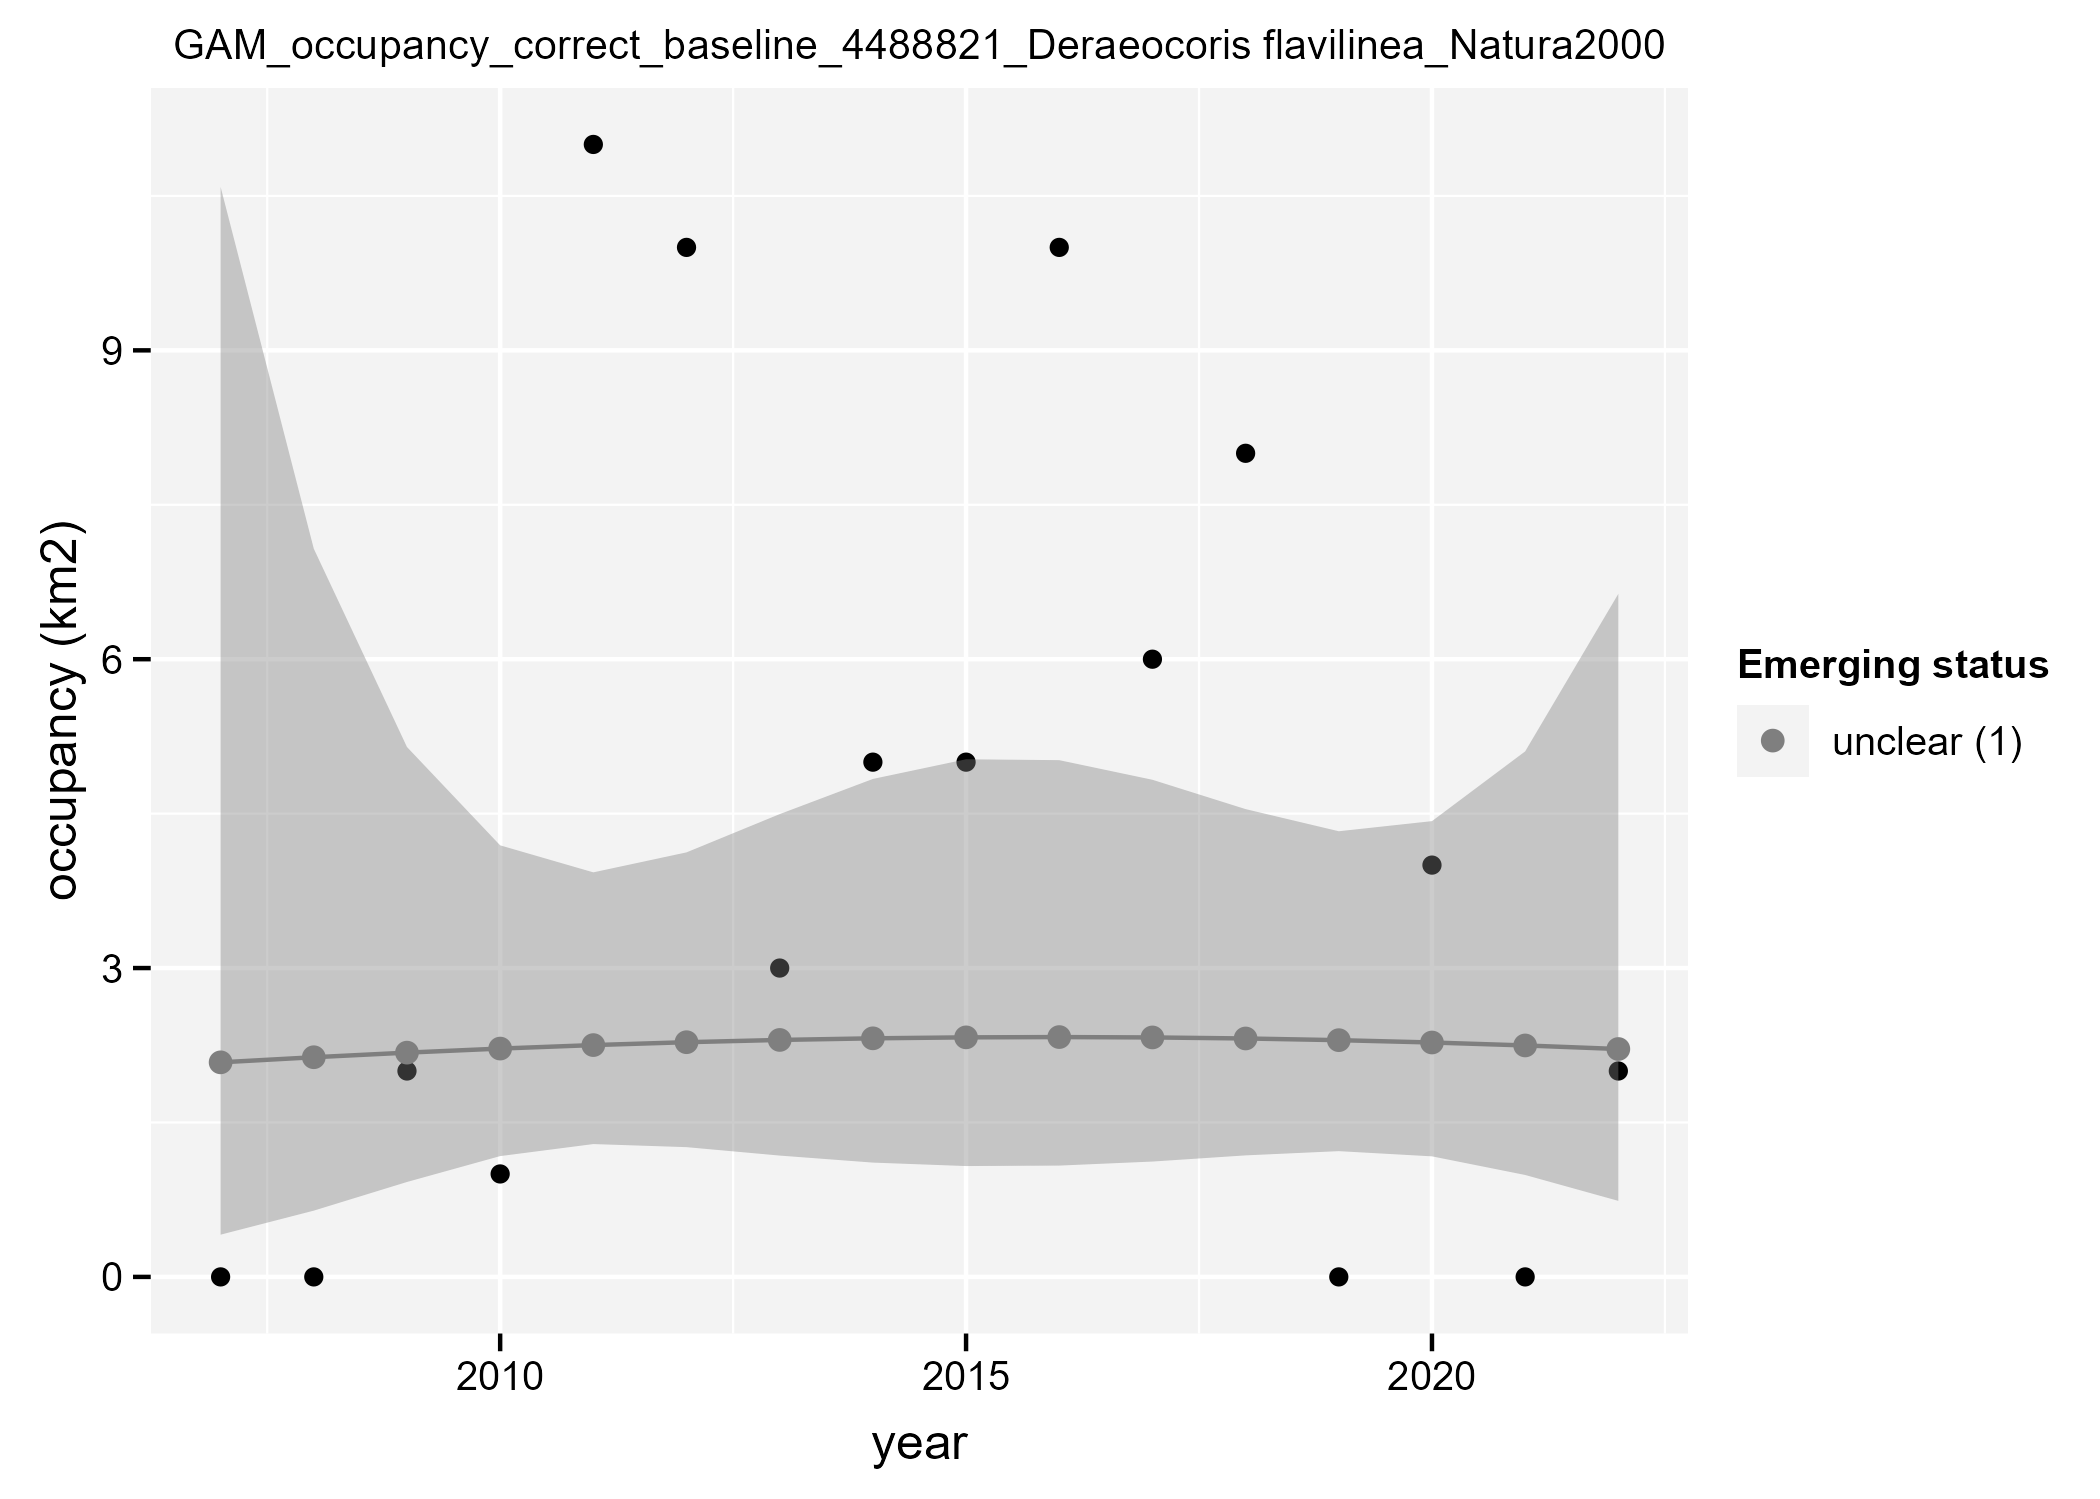 GAM_occupancy_correct_baseline_4488821_Deraeocoris flavilinea_Natura2000
occupancy (km2)
9
6
3
0
2010
2015
2020
year
Emerging status
unclear (1)